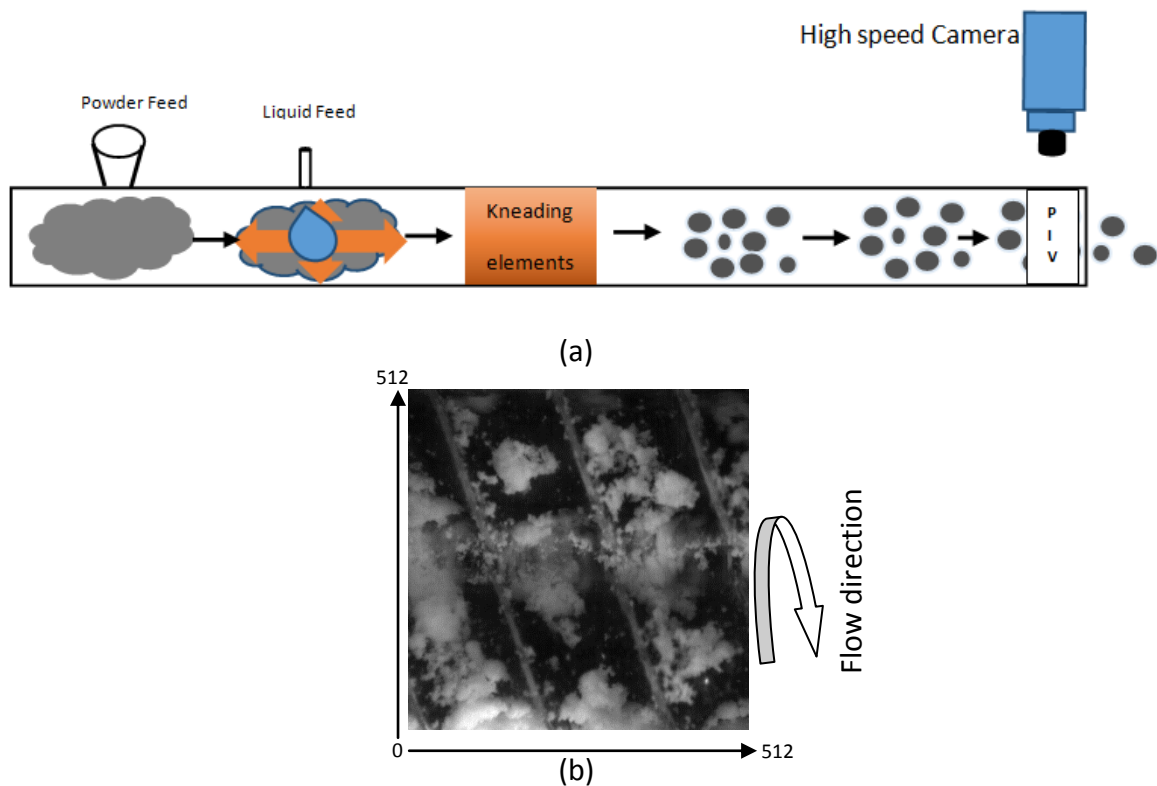 High speed Camera
Powder Feed
Liquid Feed
Kneading
elements
P
I
V
(a)
512
Flow direction
0
512
(b)